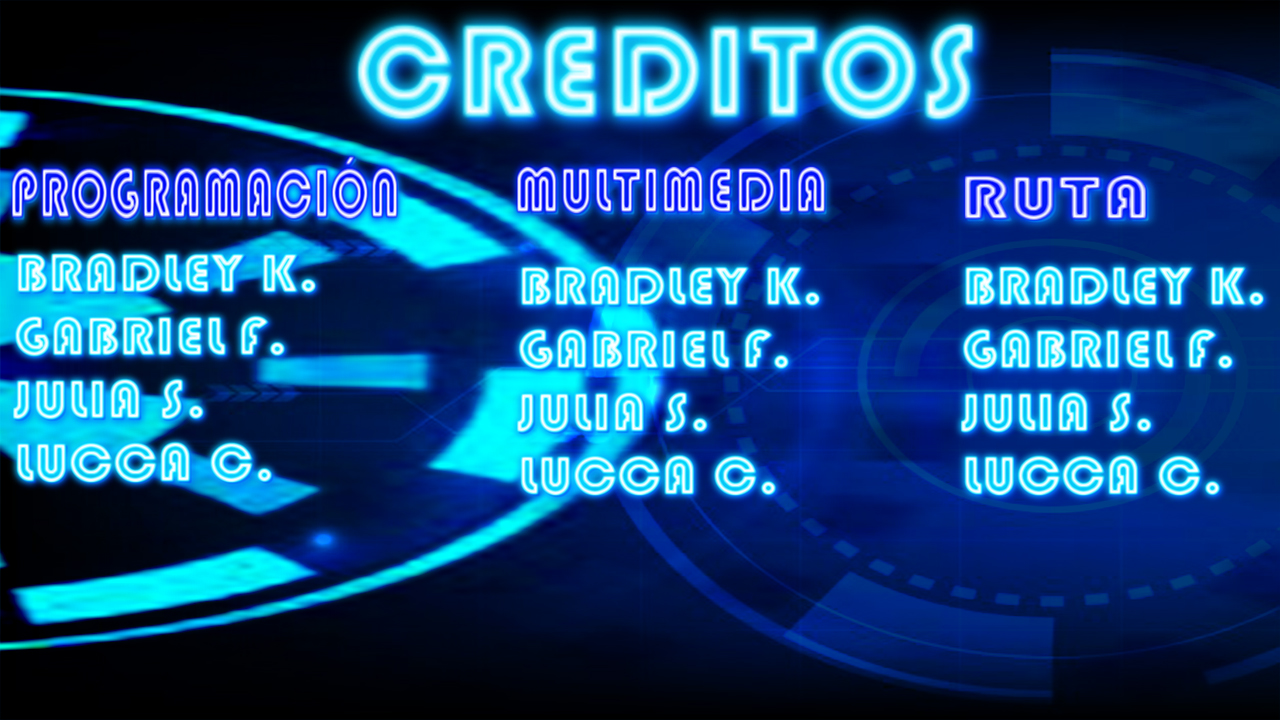 CREDITOS
PROGRAMACIÓN
BRADLEY K.
GABRIEL F.
JULIA S.
LUCCA C.
MULTIMEDIA
BRADLEY K.
GABRIEL F.
JULIA S.
LUCCA C.
RUTA
BRADLEY K.
GABRIEL F.
JULIA S.
LUCCA C.